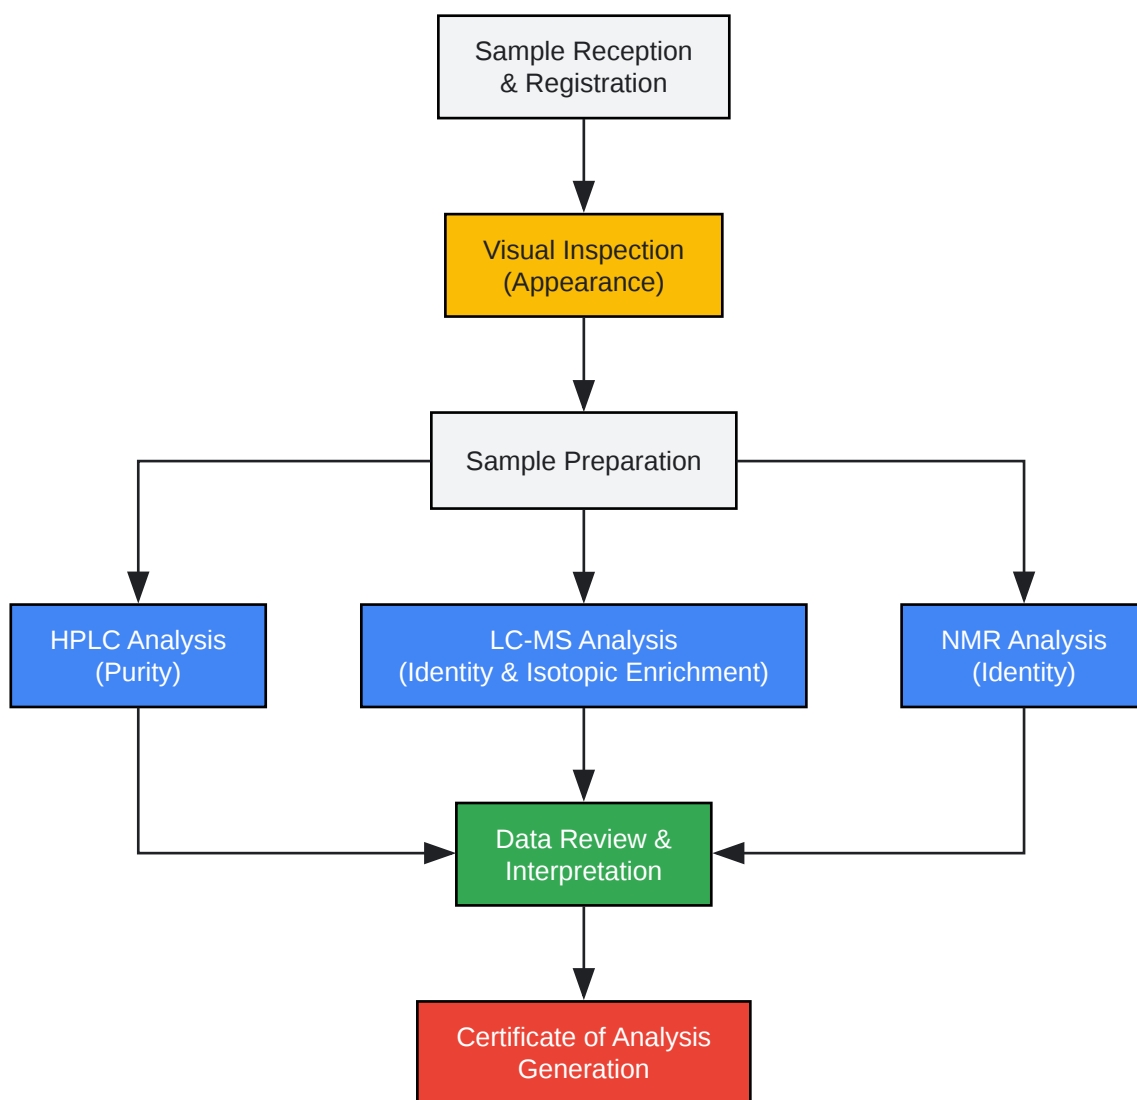 Sample Reception
& Registration
Visual Inspection
(Appearance)
Sample Preparation
HPLC Analysis
(Purity)
LC-MS Analysis
(Identity & Isotopic Enrichment)
NMR Analysis
(Identity)
Data Review &
Interpretation
Certificate of Analysis
Generation